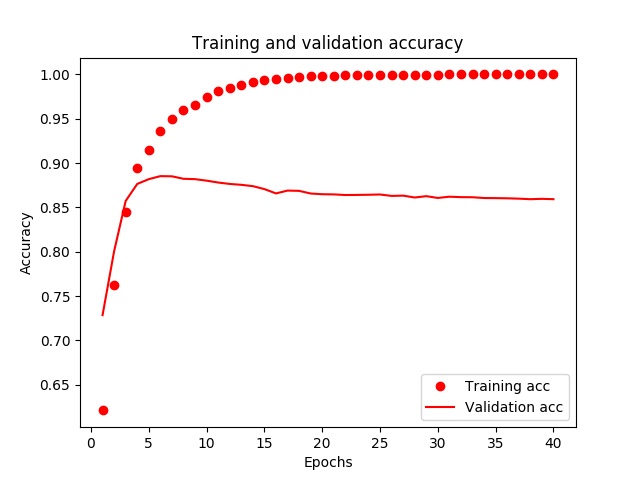 Training and validation accuracy
1.00
0.95
0.90
0.85
0.80
0.75
0.70
0.65
Accuracy
Training acc
Validation acc
0 5 10 15 20 25 30 35 40
Epochs